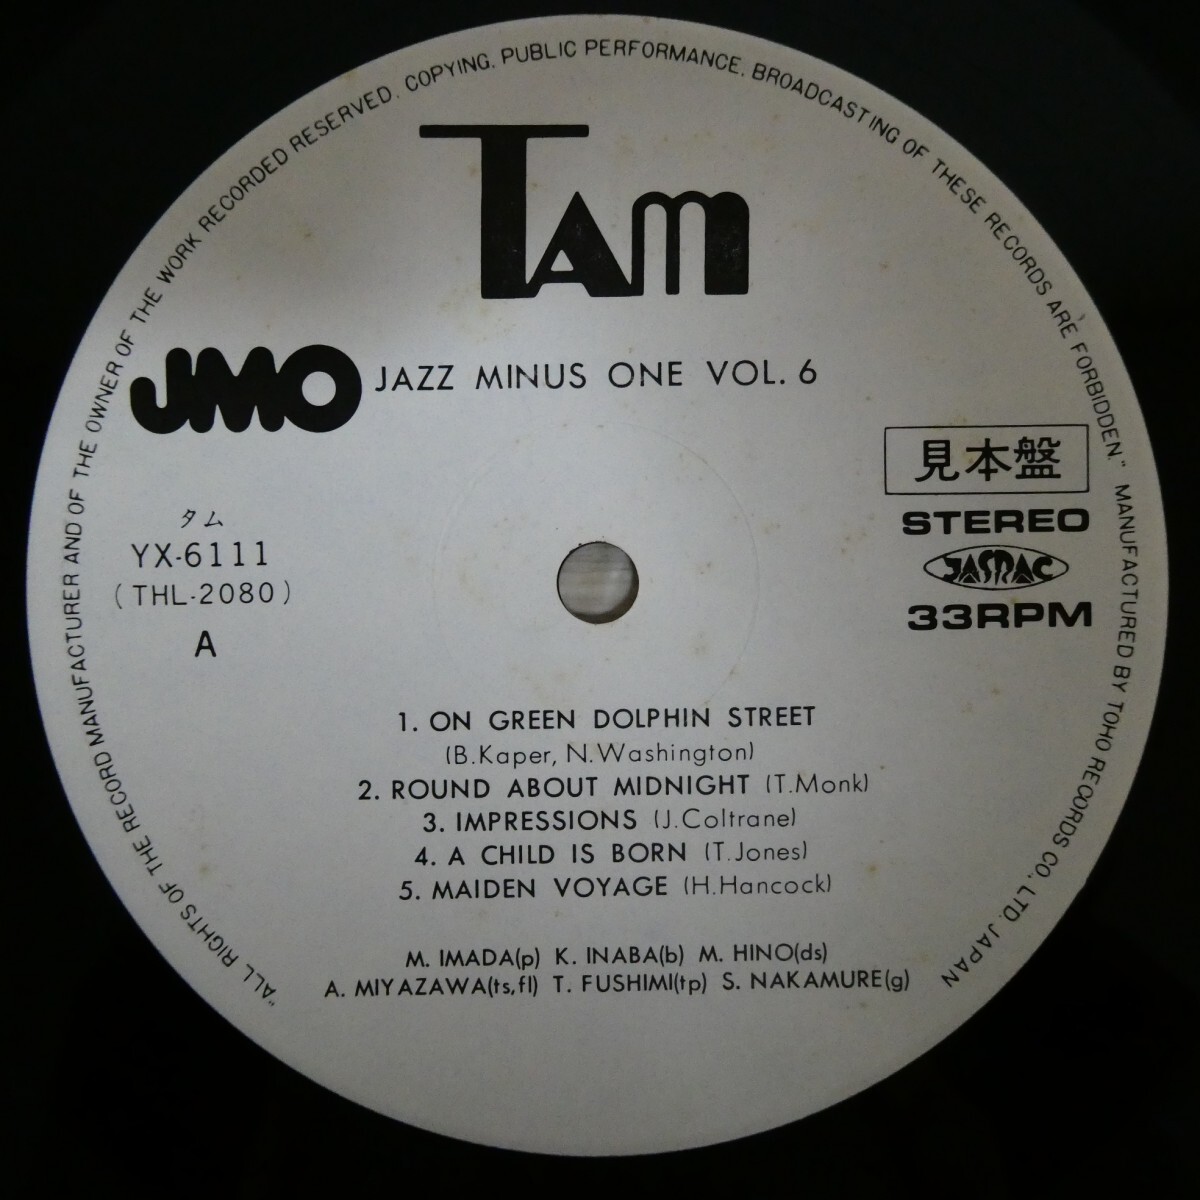 "ALL RIGHTS OF THE RECORD MANUFACTURER AND OF THE OWNER OF THE WORK RECORDED RESERVED. COPYING. PUBLIC PERFORMANCE. BROADCASTING OF THESE RECORDS ARE FORBIDDEN." MANUFACTURED BY TOHO RECORDS CO., LTD. JAPAN
TAM
JMO JAZZ MINUS ONE VOL. 6
見本盤
タム
YX-6111
(THL-2080)
A
STEREO
JASRAC
33RPM
1. ON GREEN DOLPHIN STREET
(B.Kaper, N.Washington)
2. ROUND ABOUT MIDNIGHT (T.Monk)
3. IMPRESSIONS (J.Coltrane)
4. A CHILD IS BORN (T.Jones)
5. MAIDEN VOYAGE (H.Hancock)
M. IMADA(p) K. INABA(b) M. HINO(ds)
A. MIYAZAWA(ts,fl) T. FUSHIMI(tp) S. NAKAMURE(g)